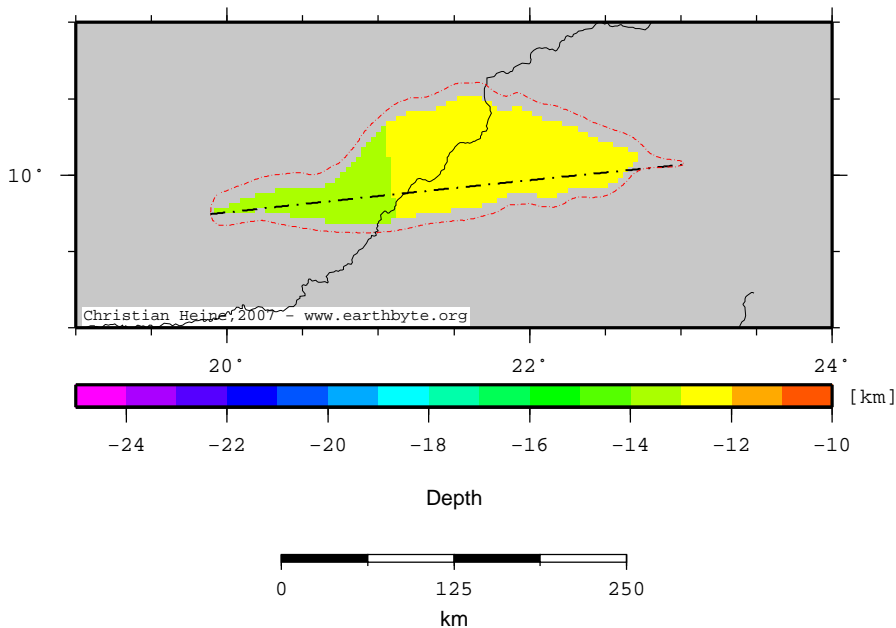 10°
Christian Heine, 2007 - www.earthbyte.org
20° 22° 24°
[km]
-24 -22 -20 -18 -16 -14 -12 -10
Depth
0 125 250
km